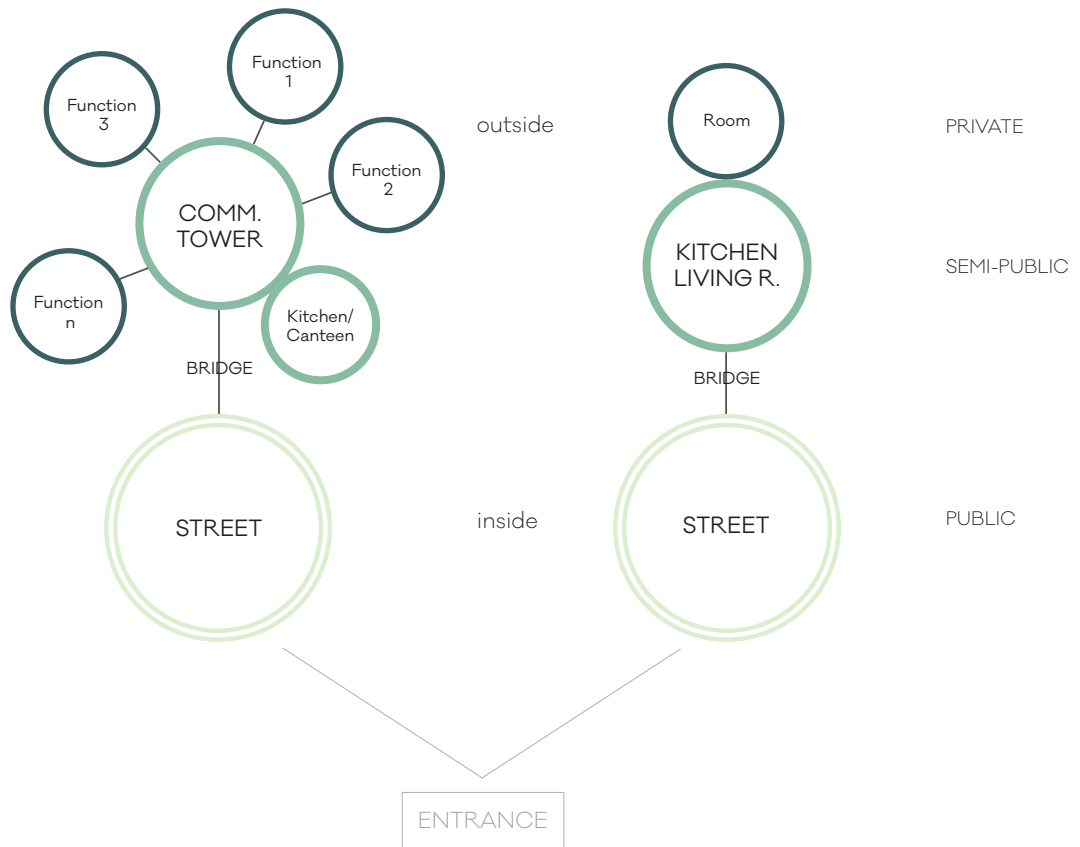 Function
1
Function
3
outside
Room
PRIVATE
Function
2
COMM.
TOWER
KITCHEN
LIVING R.
SEMI-PUBLIC
Function
n
Kitchen/
Canteen
BRIDGE
BRIDGE
STREET
inside
STREET
PUBLIC
ENTRANCE